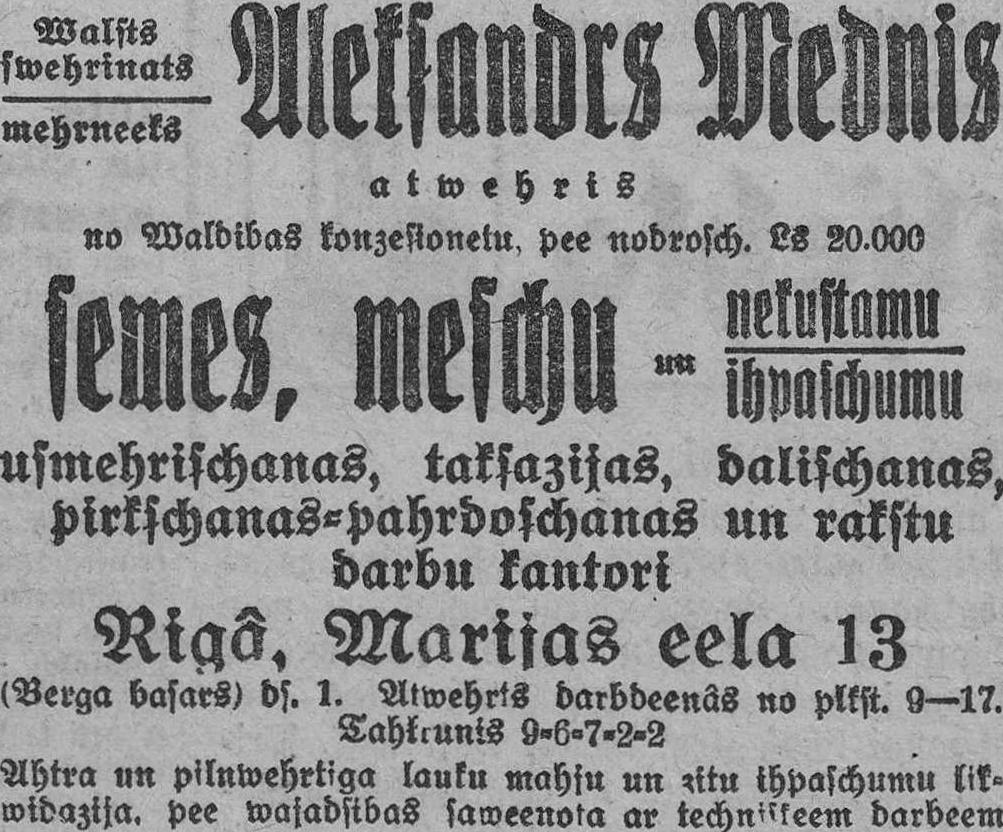 Walsts
swehrinats
mehrneeks
Aleksandrs Mednis
atwehris
no Waldibas konzesionetu, pee nobrosch. Ls 20.000
semes, meschu un nekustamu
ihpaschumu
usmehrischanas, taksazijas, dalischanas,
pirkschanas-pahrdoschanas un rakstu
darbu kantori
Rigâ, Marijas eela 13
(Berga basars) ds. 1. Atwehrts darbdeenâs no plkst. 9—17.
Tahlrunis 9-6-7-2-2
Ahtra un pilnwehrtiga lauku mahju un zitu ihpaschumu lik-
widazija, pee wajadsibas saweenota ar techniskeem darbeem